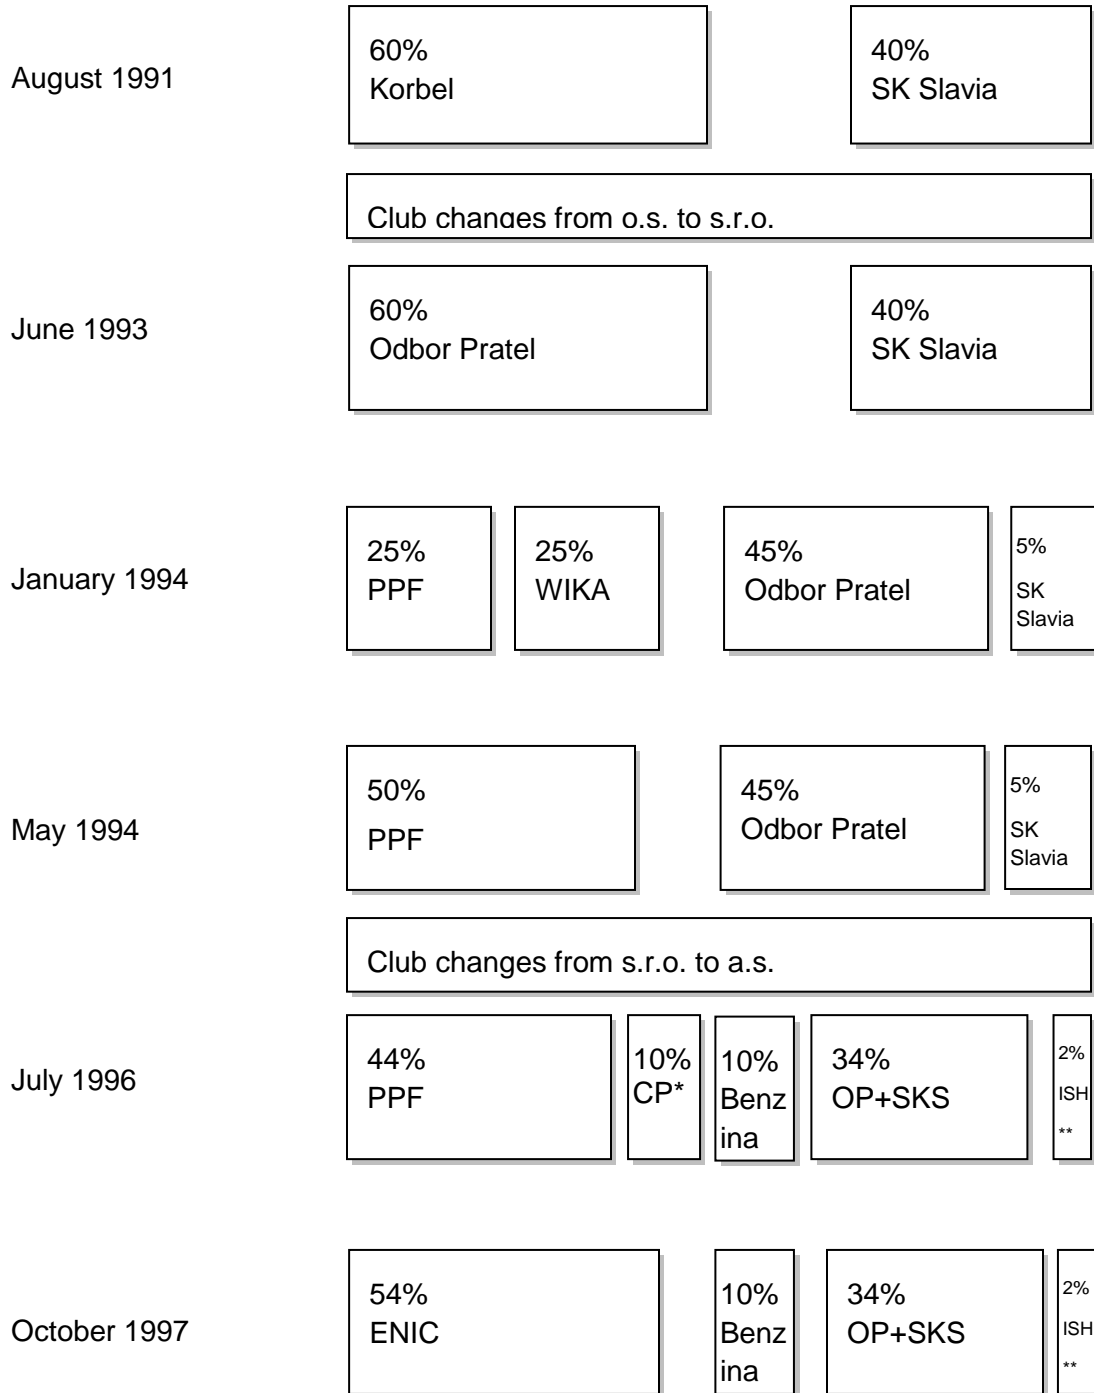 August 1991
60%
Korbel
40%
SK Slavia
Club changes from o.s. to s.r.o.
June 1993
60%
Odbor Pratel
40%
SK Slavia
January 1994
25%
PPF
25%
WIKA
45%
Odbor Pratel
5%
SK
Slavia
May 1994
50%
PPF
45%
Odbor Pratel
5%
SK
Slavia
Club changes from s.r.o. to a.s.
July 1996
44%
PPF
10%
CP*
10%
Benz
ina
34%
OP+SKS
2%
ISH
**
October 1997
54%
ENIC
10%
Benz
ina
34%
OP+SKS
2%
ISH
**